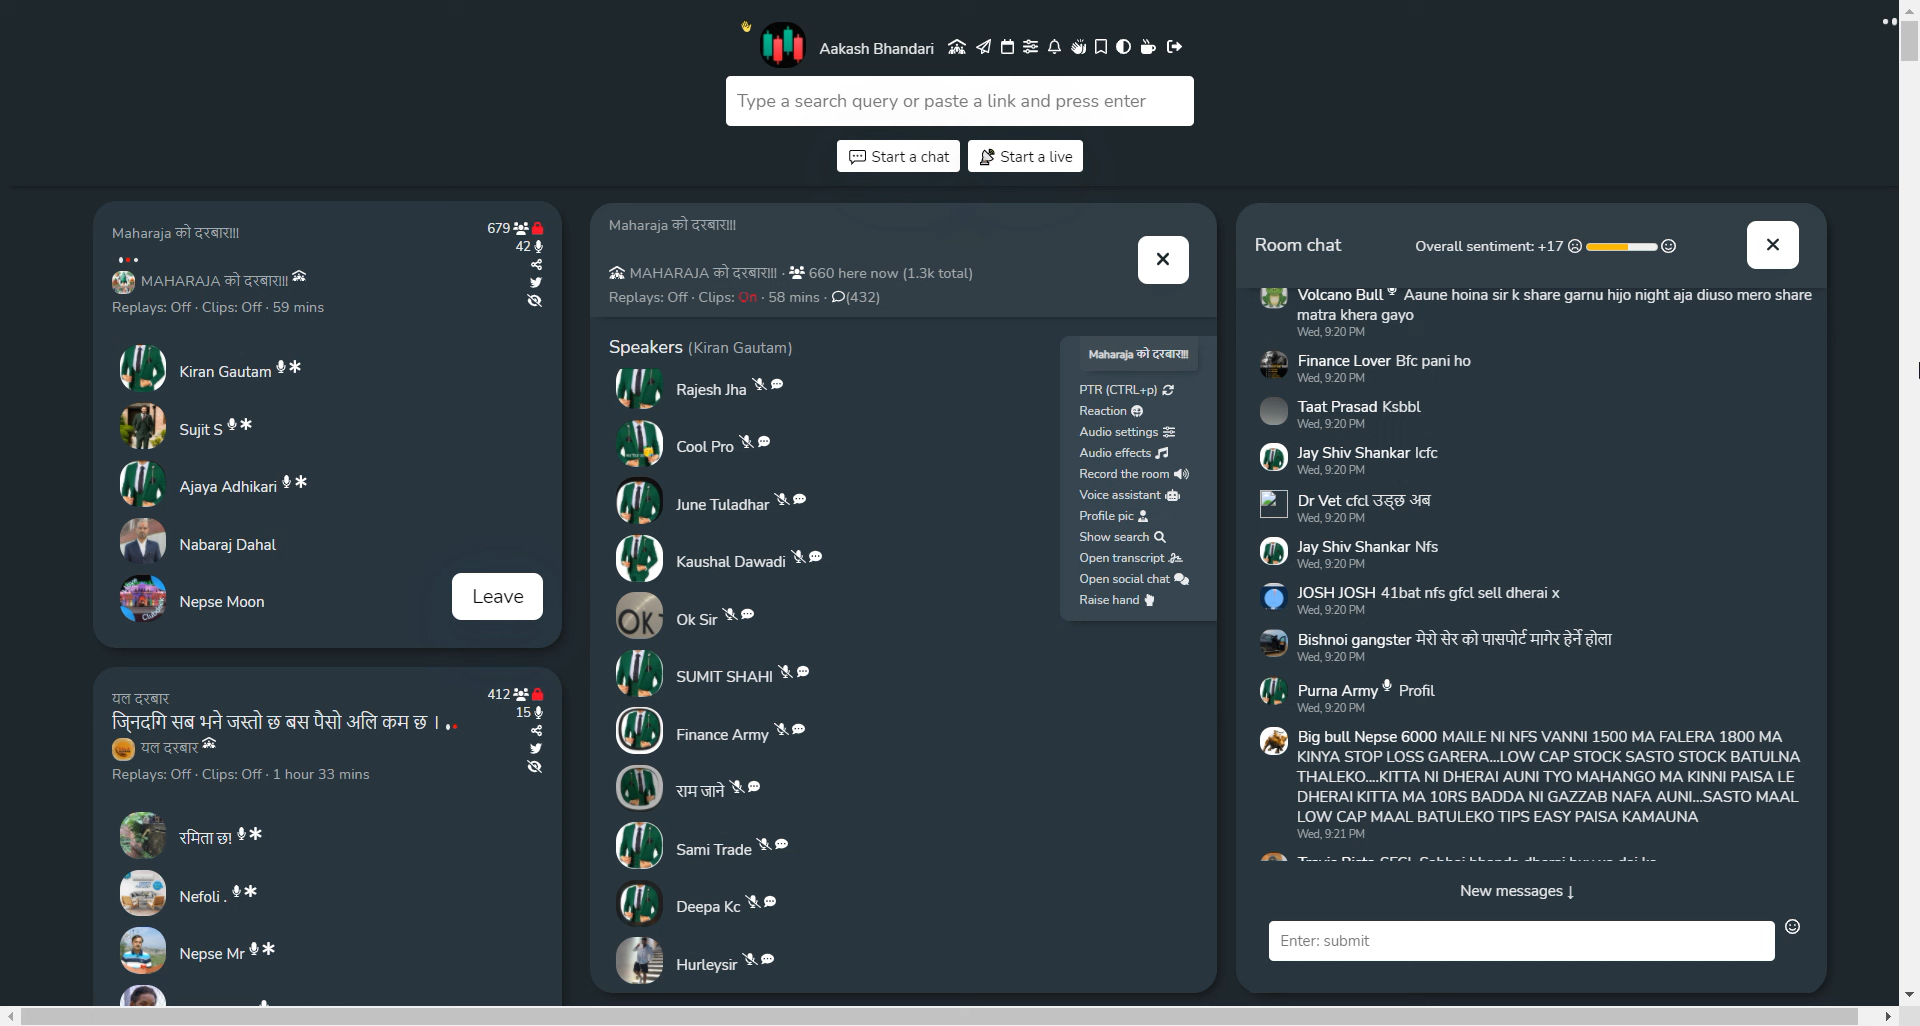 Aakash Bhandari
Type a search query or paste a link and press enter
Start a chat
Start a live
Maharaja को दरबार!!!
679
42
MAHARAJA को दरबार!!!
Replays: Off · Clips: Off · 59 mins
Kiran Gautam
Sujit S
Ajaya Adhikari
Nabaraj Dahal
Nepse Moon
Leave
यल दरबार
412
15
जि्नदगि सब भने जस्तो छ बस पैसो अलि कम छ ।
यल दरबार
Replays: Off · Clips: Off · 1 hour 33 mins
रमिता छ!
Nefoli .
Nepse Mr
Maharaja को दरबार!!!
MAHARAJA को दरबार!!! · 660 here now (1.3k total)
Replays: Off · Clips: On · 58 mins · (432)
Speakers (Kiran Gautam)
Rajesh Jha
Cool Pro
June Tuladhar
Kaushal Dawadi
OK
Ok Sir
SUMIT SHAHI
Finance Army
राम जाने
Sami Trade
Deepa Kc
Hurleysir
Maharaja को दरबार!!!
PTR (CTRL+p)
Reaction
Audio settings
Audio effects
Record the room
Voice assistant
Profile pic
Show search
Open transcript
Open social chat
Raise hand
Room chat
Overall sentiment: +17
Volcano Bull Aaune hoina sir k share garnu hijo night aja diuso mero share
matra khera gayo
Wed, 9:20 PM
Finance Lover Bfc pani ho
Wed, 9:20 PM
Taat Prasad Ksbbl
Wed, 9:20 PM
Jay Shiv Shankar Icfc
Wed, 9:20 PM
Dr Vet cfcl उड्छ अब
Wed, 9:20 PM
Jay Shiv Shankar Nfs
Wed, 9:20 PM
JOSH JOSH 41bat nfs gfcl sell dherai x
Wed, 9:20 PM
Bishnoi gangster मेरो सेर को पासपोर्ट मागेर हेर्ने होला
Wed, 9:20 PM
Purna Army Profil
Wed, 9:20 PM
Big bull Nepse 6000 MAILE NI NFS VANNI 1500 MA FALERA 1800 MA
KINYA STOP LOSS GARERA...LOW CAP STOCK SASTO STOCK BATULNA
THALEKO....KITTA NI DHERAI AUNI TYO MAHANGO MA KINNI PAISA LE
DHERAI KITTA MA 10RS BADDA NI GAZZAB NAFA AUNI...SASTO MAAL
LOW CAP MAAL BATULEKO TIPS EASY PAISA KAMAUNA
Wed, 9:21 PM
New messages ↓
Enter: submit